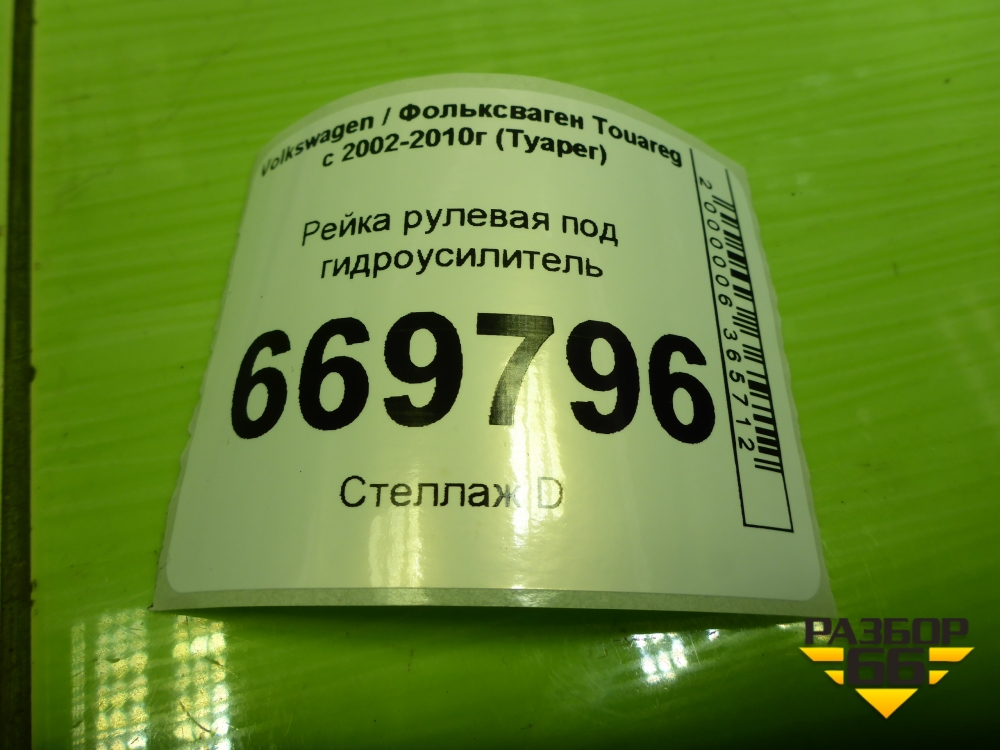 Volkswagen / Фольксваген Touareg
с 2002-2010г (Туарег)
Рейка рулевая под
гидроусилитель
669796
Стеллаж D
2000006365712
РАЗБОР
66